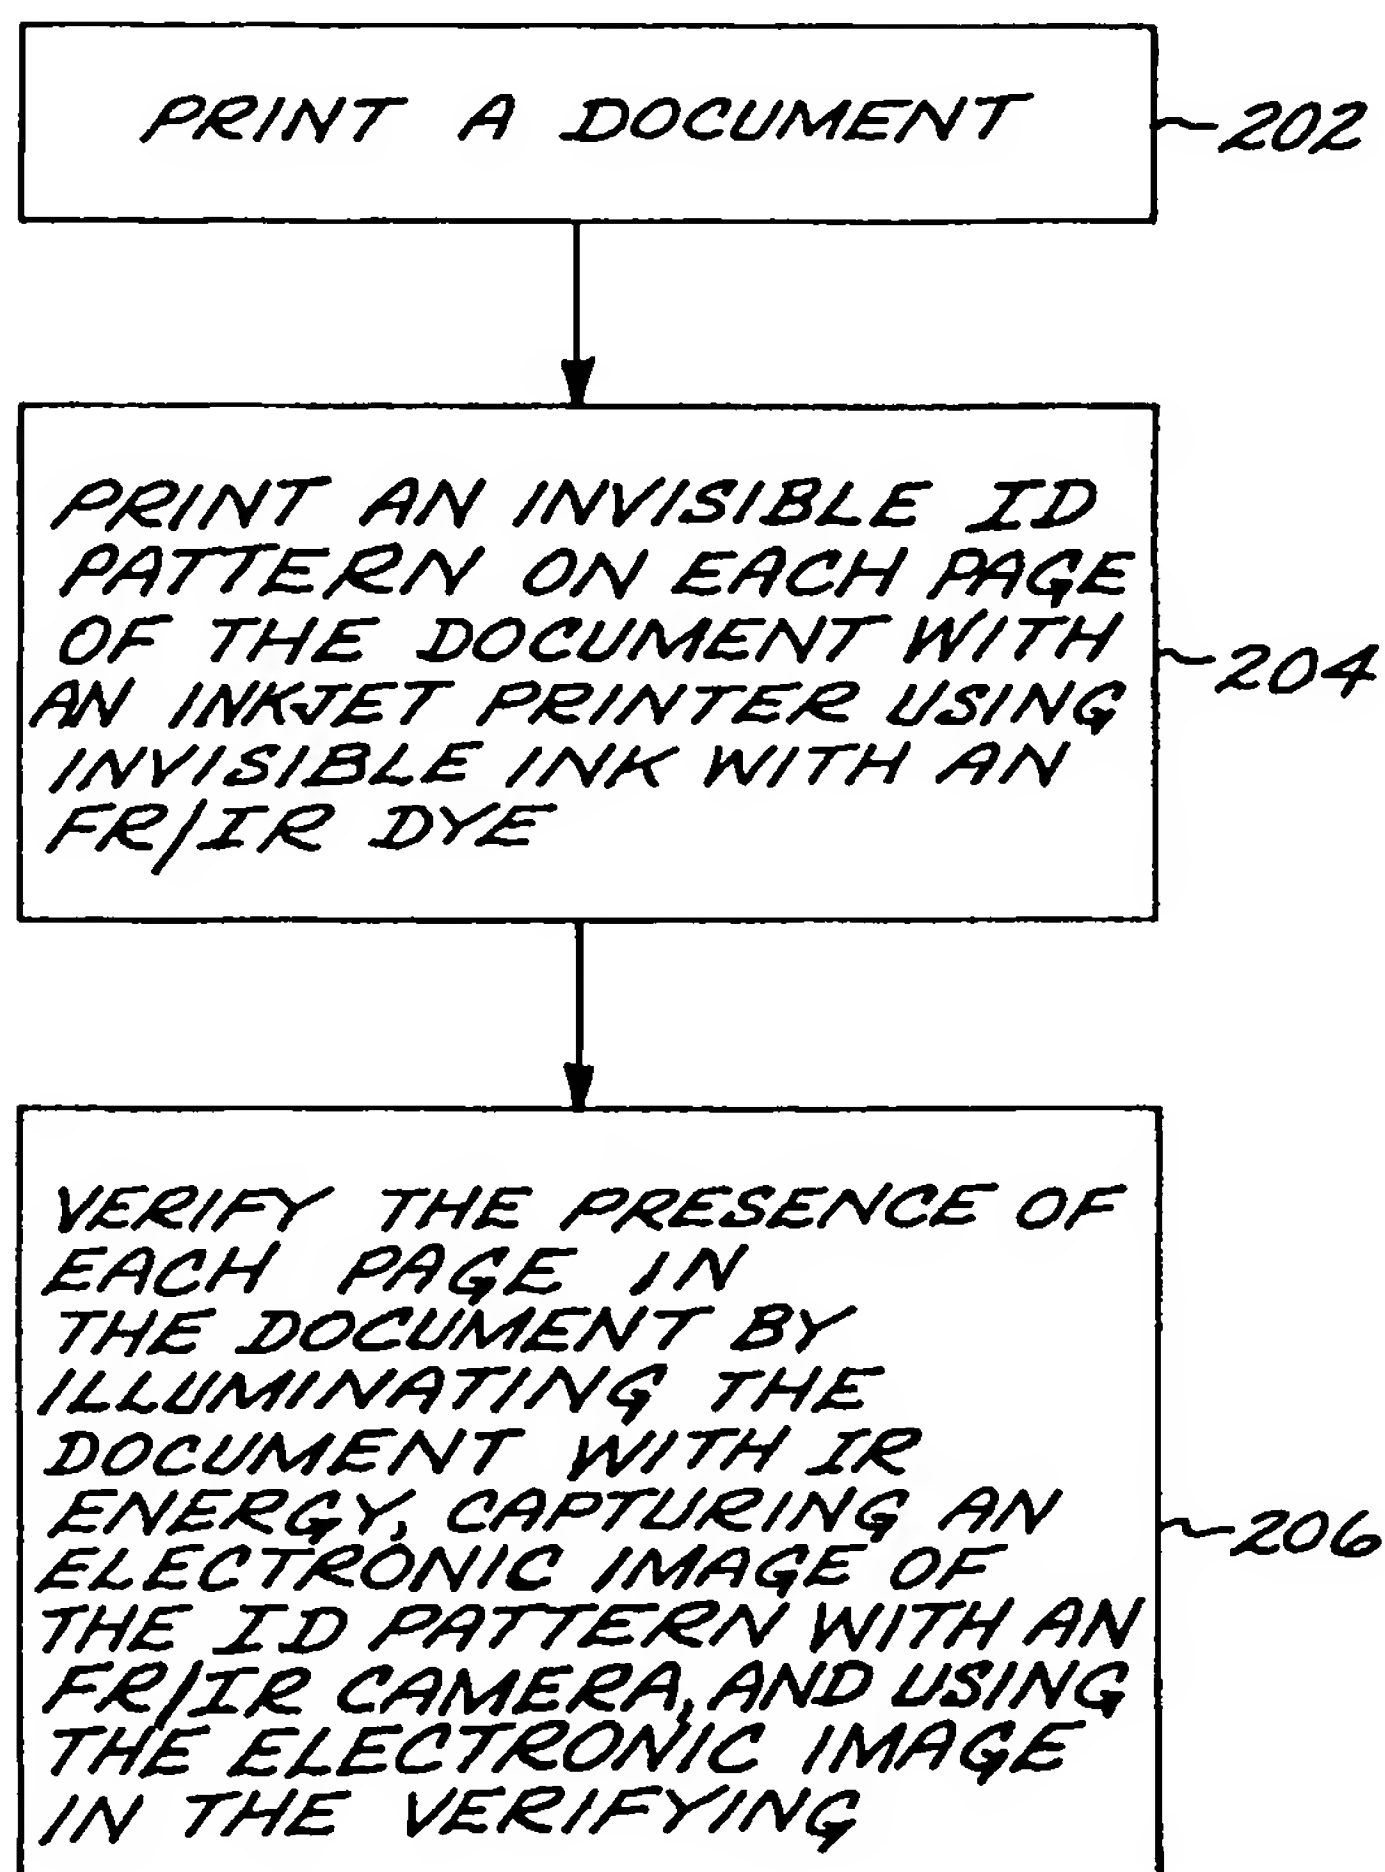 PRINT A DOCUMENT
202
PRINT AN INVISIBLE ID
PATTERN ON EACH PAGE
OF THE DOCUMENT WITH
AN INKJET PRINTER USING
INVISIBLE INK WITH AN
FR/IR DYE
204
VERIFY THE PRESENCE OF
EACH PAGE IN
THE DOCUMENT BY
ILLUMINATING THE
DOCUMENT WITH IR
ENERGY, CAPTURING AN
ELECTRONIC IMAGE OF
THE ID PATTERN WITH AN
FR/IR CAMERA, AND USING
THE ELECTRONIC IMAGE
IN THE VERIFYING
206